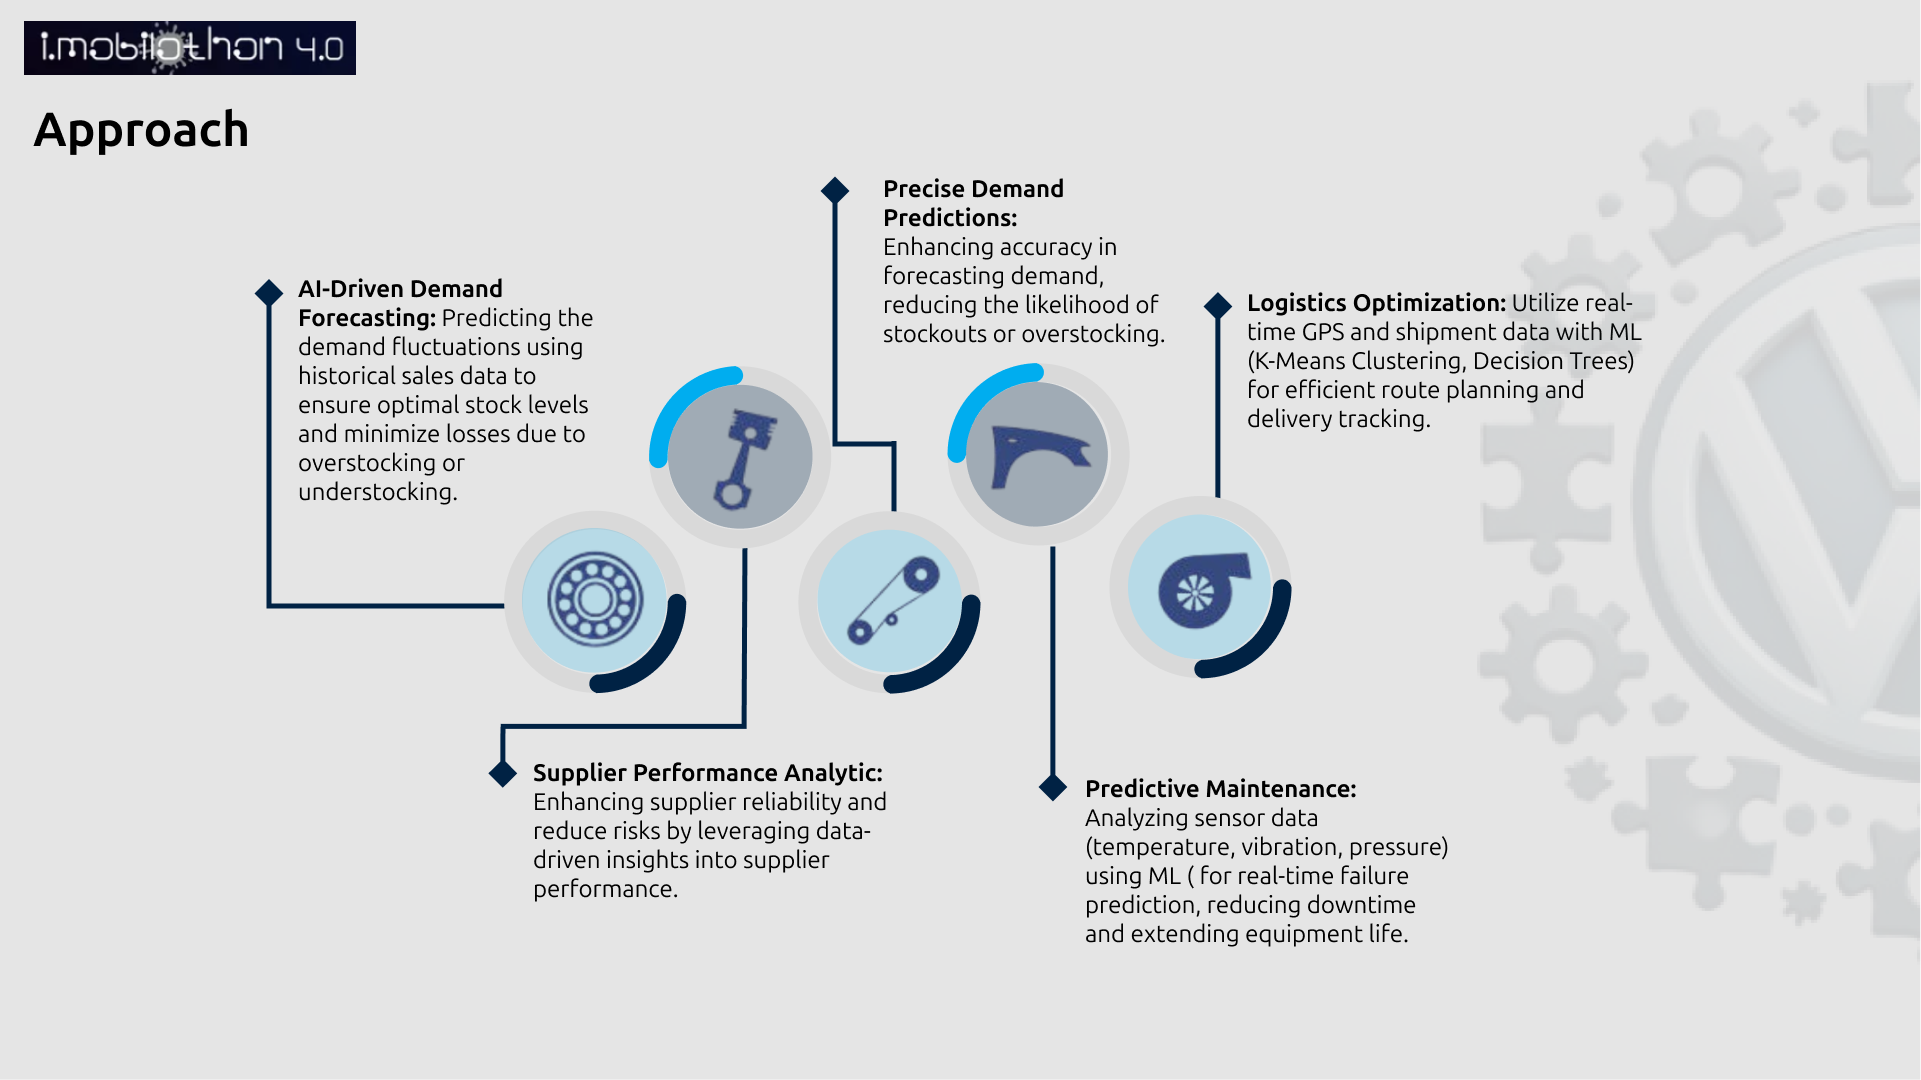 i.mobilothon 4.0
Approach
AI-Driven Demand
Forecasting: Predicting the
demand fluctuations using
historical sales data to
ensure optimal stock levels
and minimize losses due to
overstocking or
understocking.
Supplier Performance Analytic:
Enhancing supplier reliability and
reduce risks by leveraging data-
driven insights into supplier
performance.
Precise Demand
Predictions:
Enhancing accuracy in
forecasting demand,
reducing the likelihood of
stockouts or overstocking.
Predictive Maintenance:
Analyzing sensor data
(temperature, vibration, pressure)
using ML ( for real-time failure
prediction, reducing downtime
and extending equipment life.
Logistics Optimization: Utilize real-
time GPS and shipment data with ML
(K-Means Clustering, Decision Trees)
for efficient route planning and
delivery tracking.